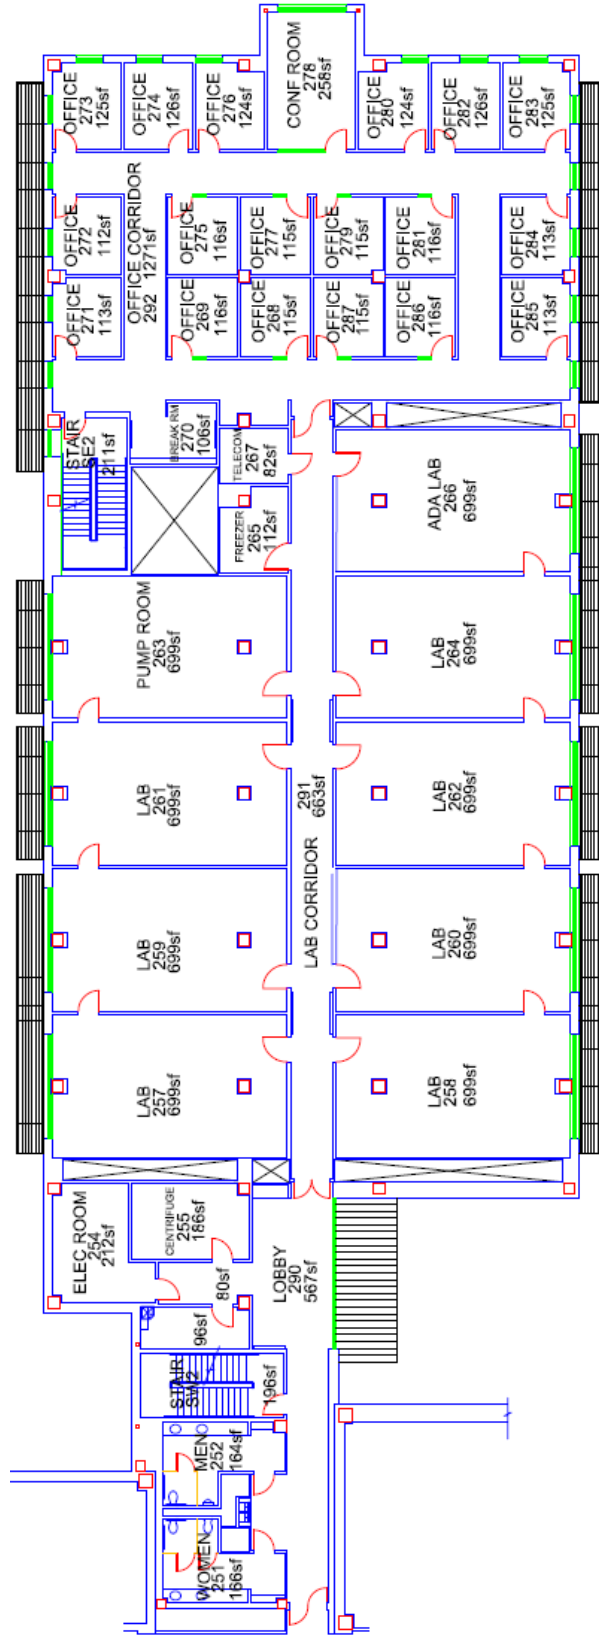 OFFICE
273
125sf
OFFICE
274
126sf
OFFICE
276
124sf
CONF ROOM
278
258sf
OFFICE
280
124sf
OFFICE
282
126sf
OFFICE
283
125sf
OFFICE
272
112sf
OFFICE CORRIDOR
292 1271sf
OFFICE
275
116sf
OFFICE
277
115sf
OFFICE
279
115sf
OFFICE
281
116sf
OFFICE
284
113sf
OFFICE
271
113sf
OFFICE
269
116sf
OFFICE
268
115sf
OFFICE
287
115sf
OFFICE
286
116sf
OFFICE
285
113sf
STAIR
SE2
211sf
BREAK RM
270
106sf
TELECOM
267
82sf
FREEZER
265
112sf
ADA LAB
266
699sf
PUMP ROOM
263
699sf
LAB
264
699sf
LAB
261
699sf
LAB CORRIDOR 291
663sf
LAB
262
699sf
LAB
259
699sf
LAB
260
699sf
LAB
257
699sf
LAB
258
699sf
ELEC ROOM
254
212sf
CENTRIFUGE
255
186sf
80sf
LOBBY
290
567sf
96sf
STAIR
SW2
196sf
MEN
252
164sf
WOMEN
251
166sf